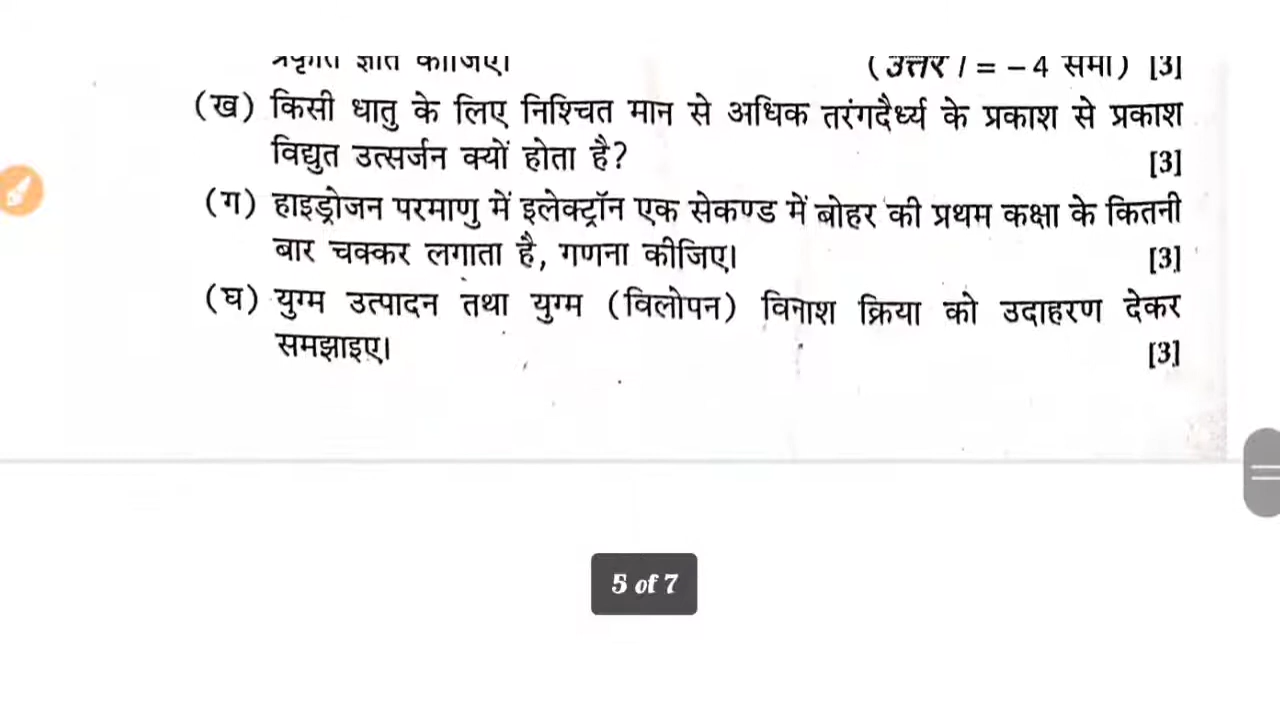 प्रकृति ज्ञात कीजिए। (उत्तर I = – 4 सेमी) [3]
(ख) किसी धातु के लिए निश्चित मान से अधिक तरंगदैर्ध्य के प्रकाश से प्रकाश
विद्युत उत्सर्जन क्यों होता है? [3]
(ग) हाइड्रोजन परमाणु में इलेक्ट्रॉन एक सेकण्ड में बोहर की प्रथम कक्षा के कितनी
बार चक्कर लगाता है, गणना कीजिए। [3]
(घ) युग्म उत्पादन तथा युग्म (विलोपन) विनाश क्रिया को उदाहरण देकर
समझाइए। [3]
5 of 7